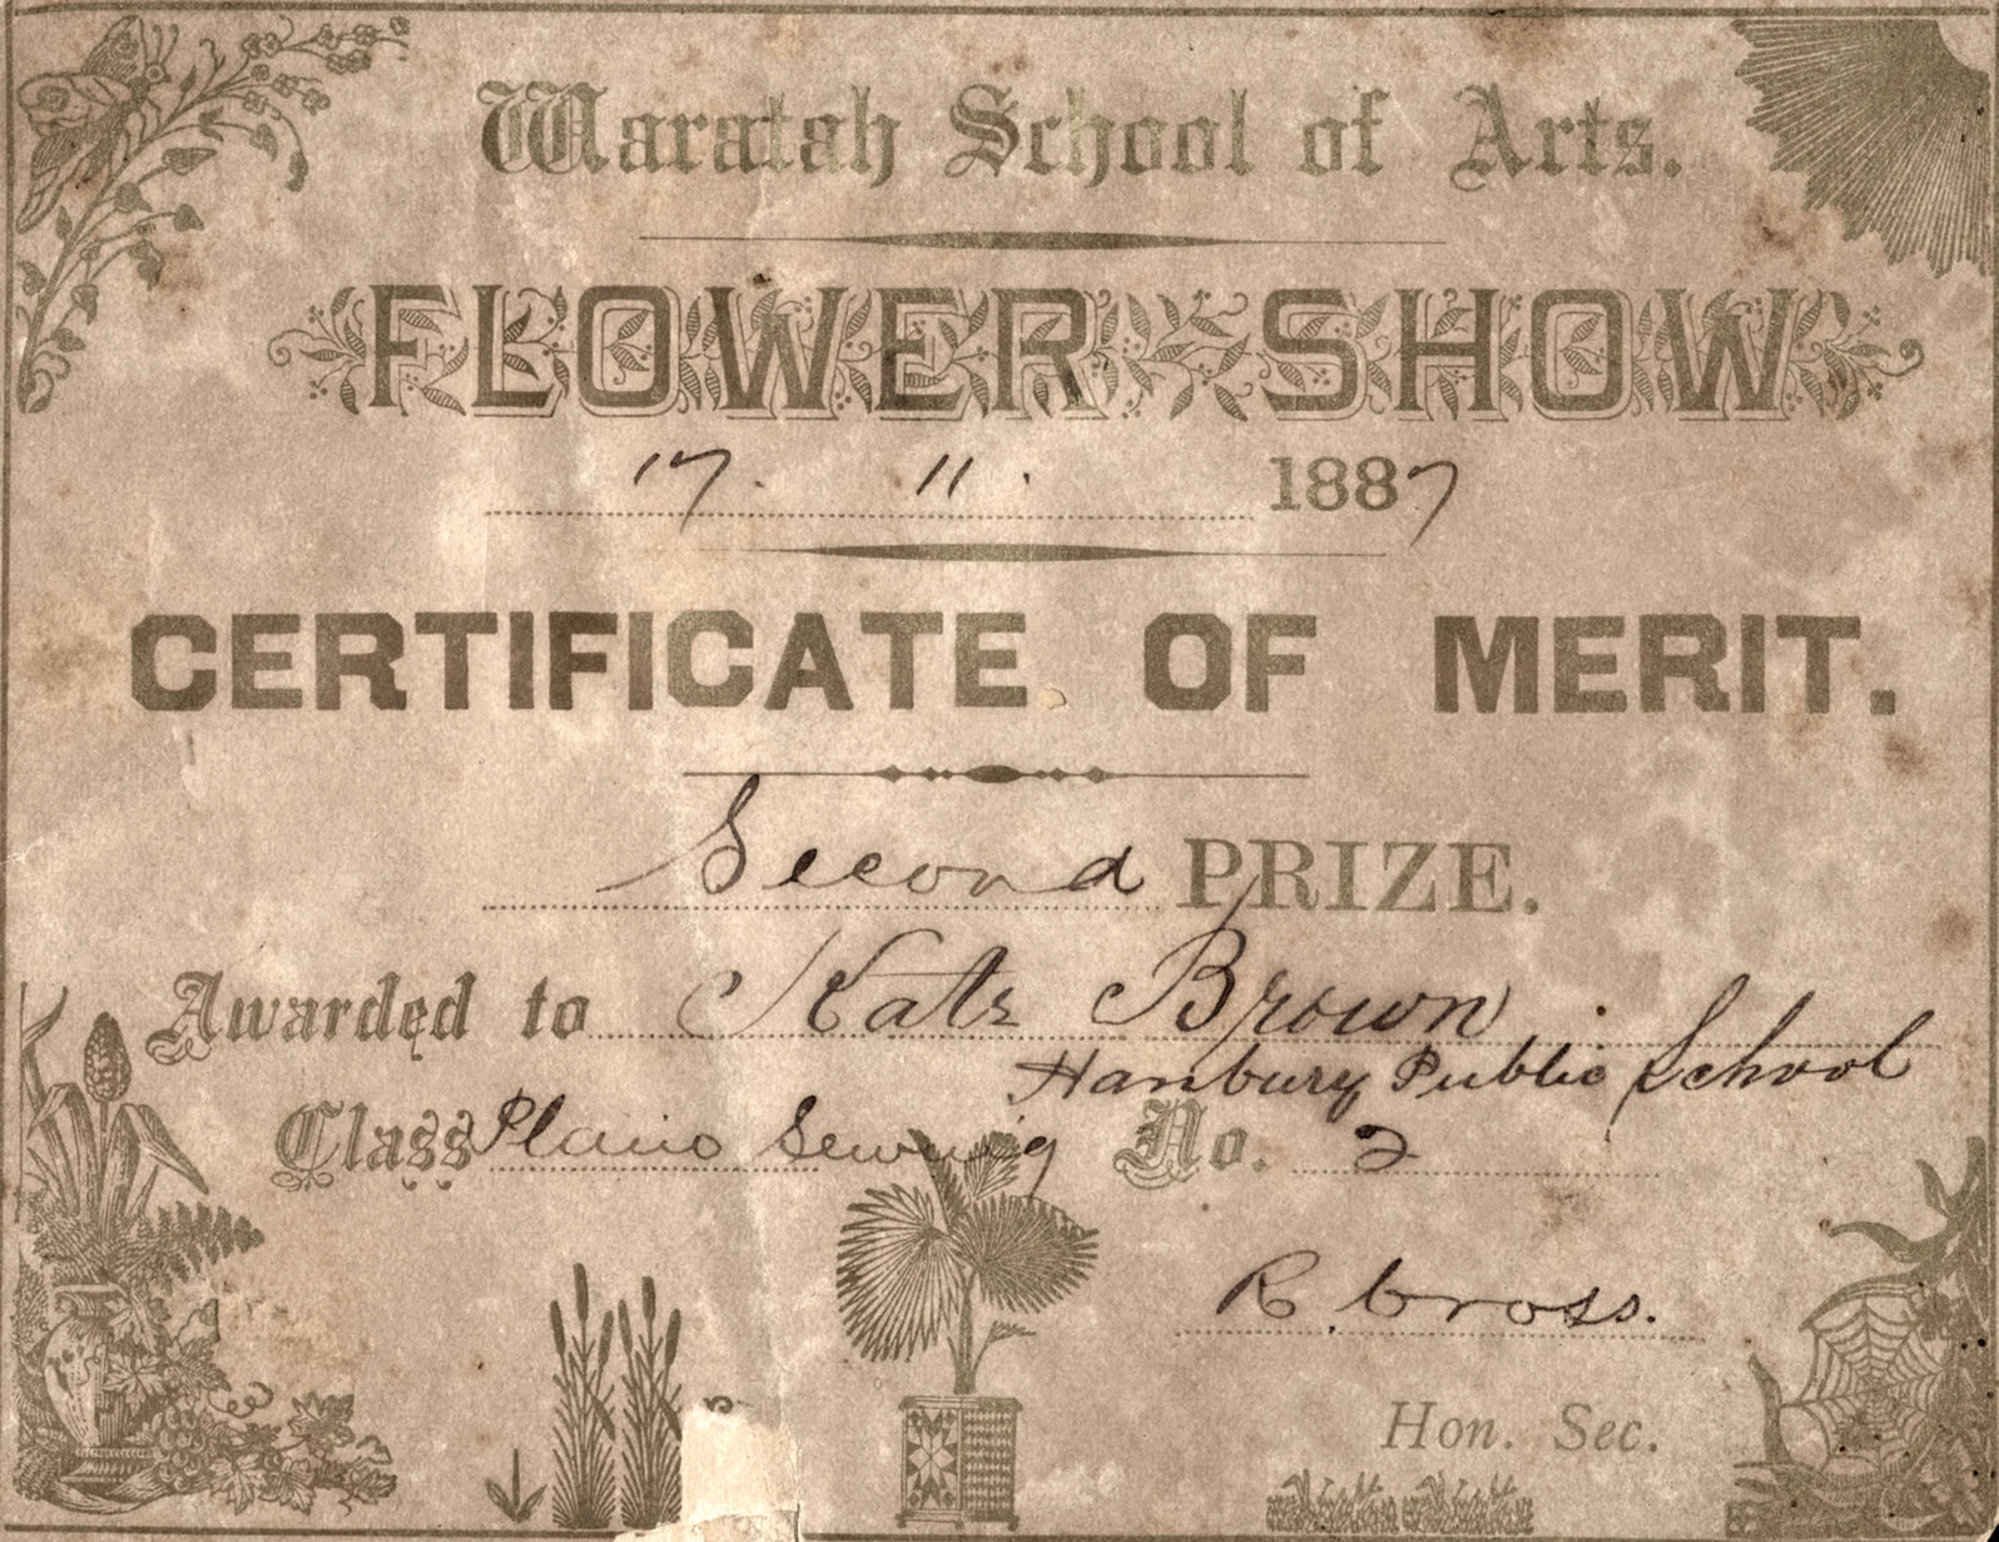 Waratah School of Arts.
FLOWER SHOW
17. 11. 1887
CERTIFICATE OF MERIT.
Second PRIZE.
Awarded to Kate Brown
Hanbury Public School
Class Plain Sewing No. 2
R. Cross.
Hon. Sec.